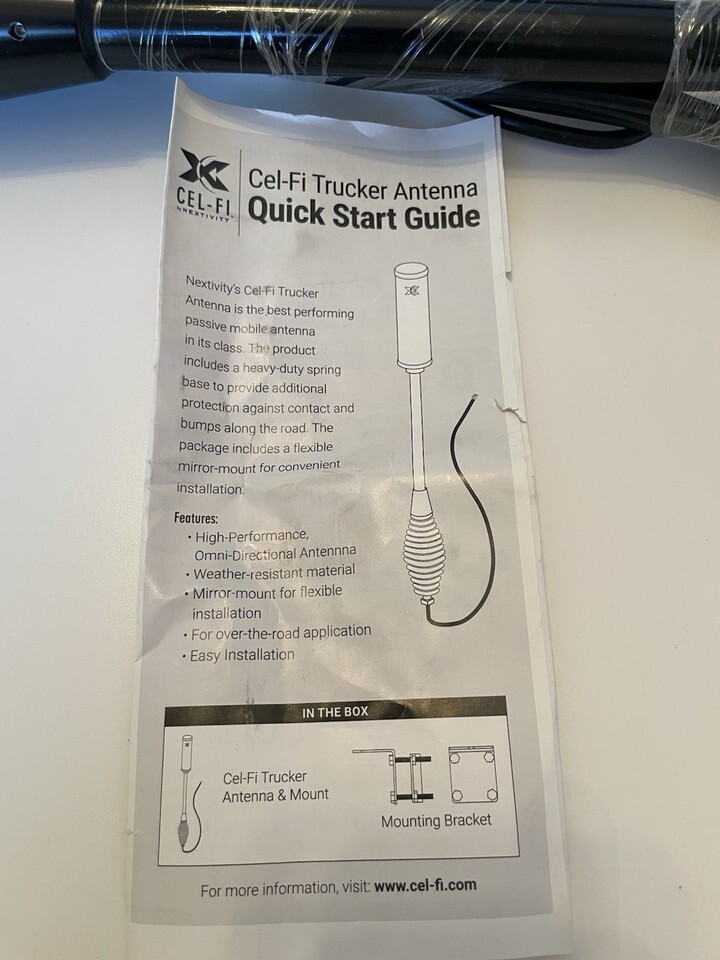 CEL-FI
BY NEXTIVITY
Cel-Fi Trucker Antenna
Quick Start Guide
Nextivity's Cel-Fi Trucker
Antenna is the best performing
passive mobile antenna
in its class. The product
includes a heavy-duty spring
base to provide additional
protection against contact and
bumps along the road. The
package includes a flexible
mirror-mount for convenient
installation.
Features:
• High-Performance,
Omni-Directional Antennna
• Weather-resistant material
• Mirror-mount for flexible
installation
• For over-the-road application
• Easy Installation
IN THE BOX
Cel-Fi Trucker
Antenna & Mount
Mounting Bracket
For more information, visit: www.cel-fi.com